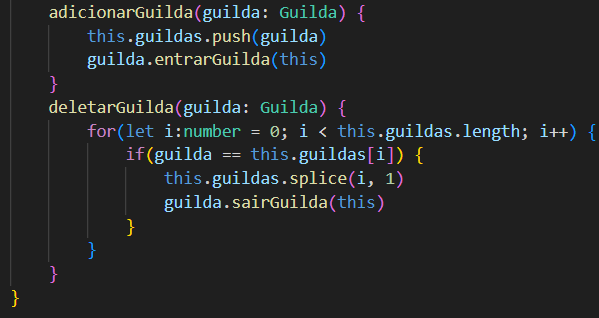 adicionarGuilda(guilda: Guilda) {
this.guildas.push(guilda)
guilda.entrarGuilda(this)
}
deletarGuilda(guilda: Guilda) {
for(let i:number = 0; i < this.guildas.length; i++) {
if(guilda == this.guildas[i]) {
this.guildas.splice(i, 1)
guilda.sairGuilda(this)
}
}
}
}